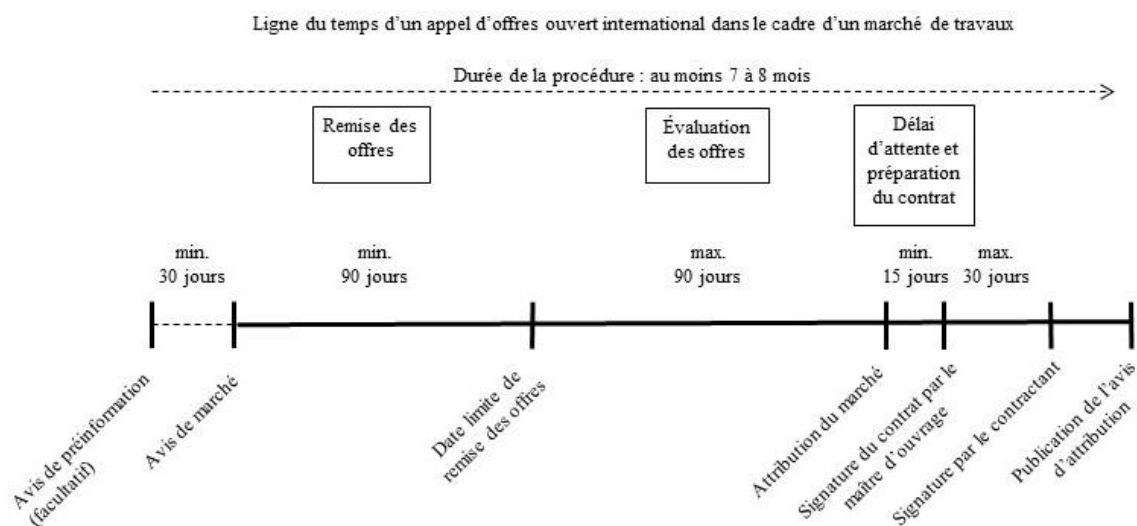 Ligne du temps d'un appel d'offres ouvert international dans le cadre d'un marché de travaux
Durée de la procédure : au moins 7 à 8 mois
Remise des
offres
Évaluation
des offres
Délai
d'attente et
préparation
du contrat
min.
30 jours
min.
90 jours
max.
90 jours
min.
15 jours
max.
30 jours
Avis de préinformation
(facultatif)
Avis de marché
Date limite de
remise des offres
Attribution du marché
Signature du contrat par le
maître d'ouvrage
Signature par le contractant
Publication de l'avis
d'attribution